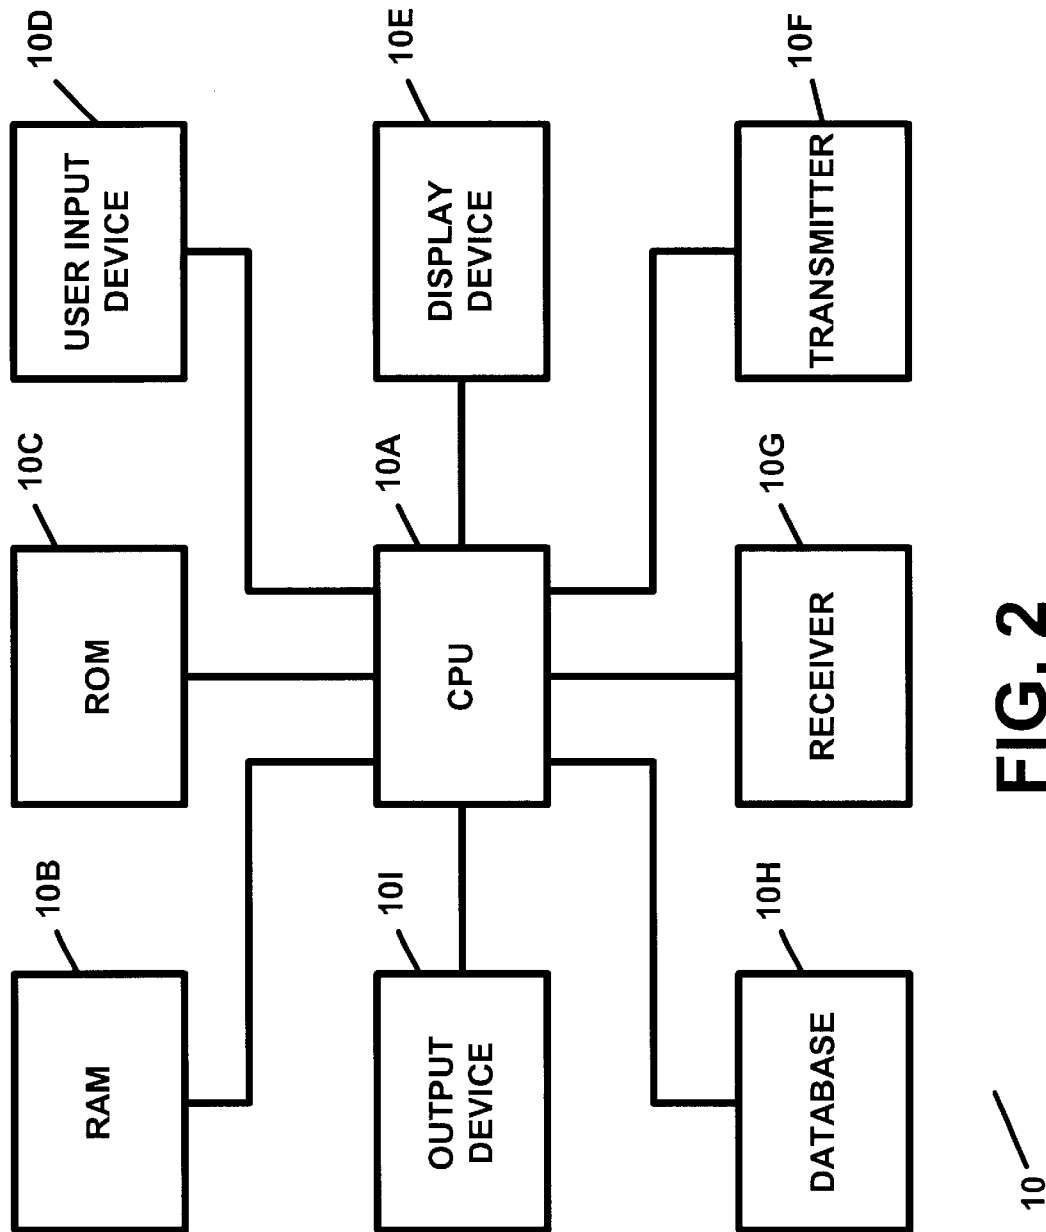 10B
10C
10D
RAM
ROM
USER INPUT
DEVICE
10I
10A
10E
OUTPUT
DEVICE
CPU
DISPLAY
DEVICE
10H
10G
10F
DATABASE
RECEIVER
TRANSMITTER
10
FIG. 2